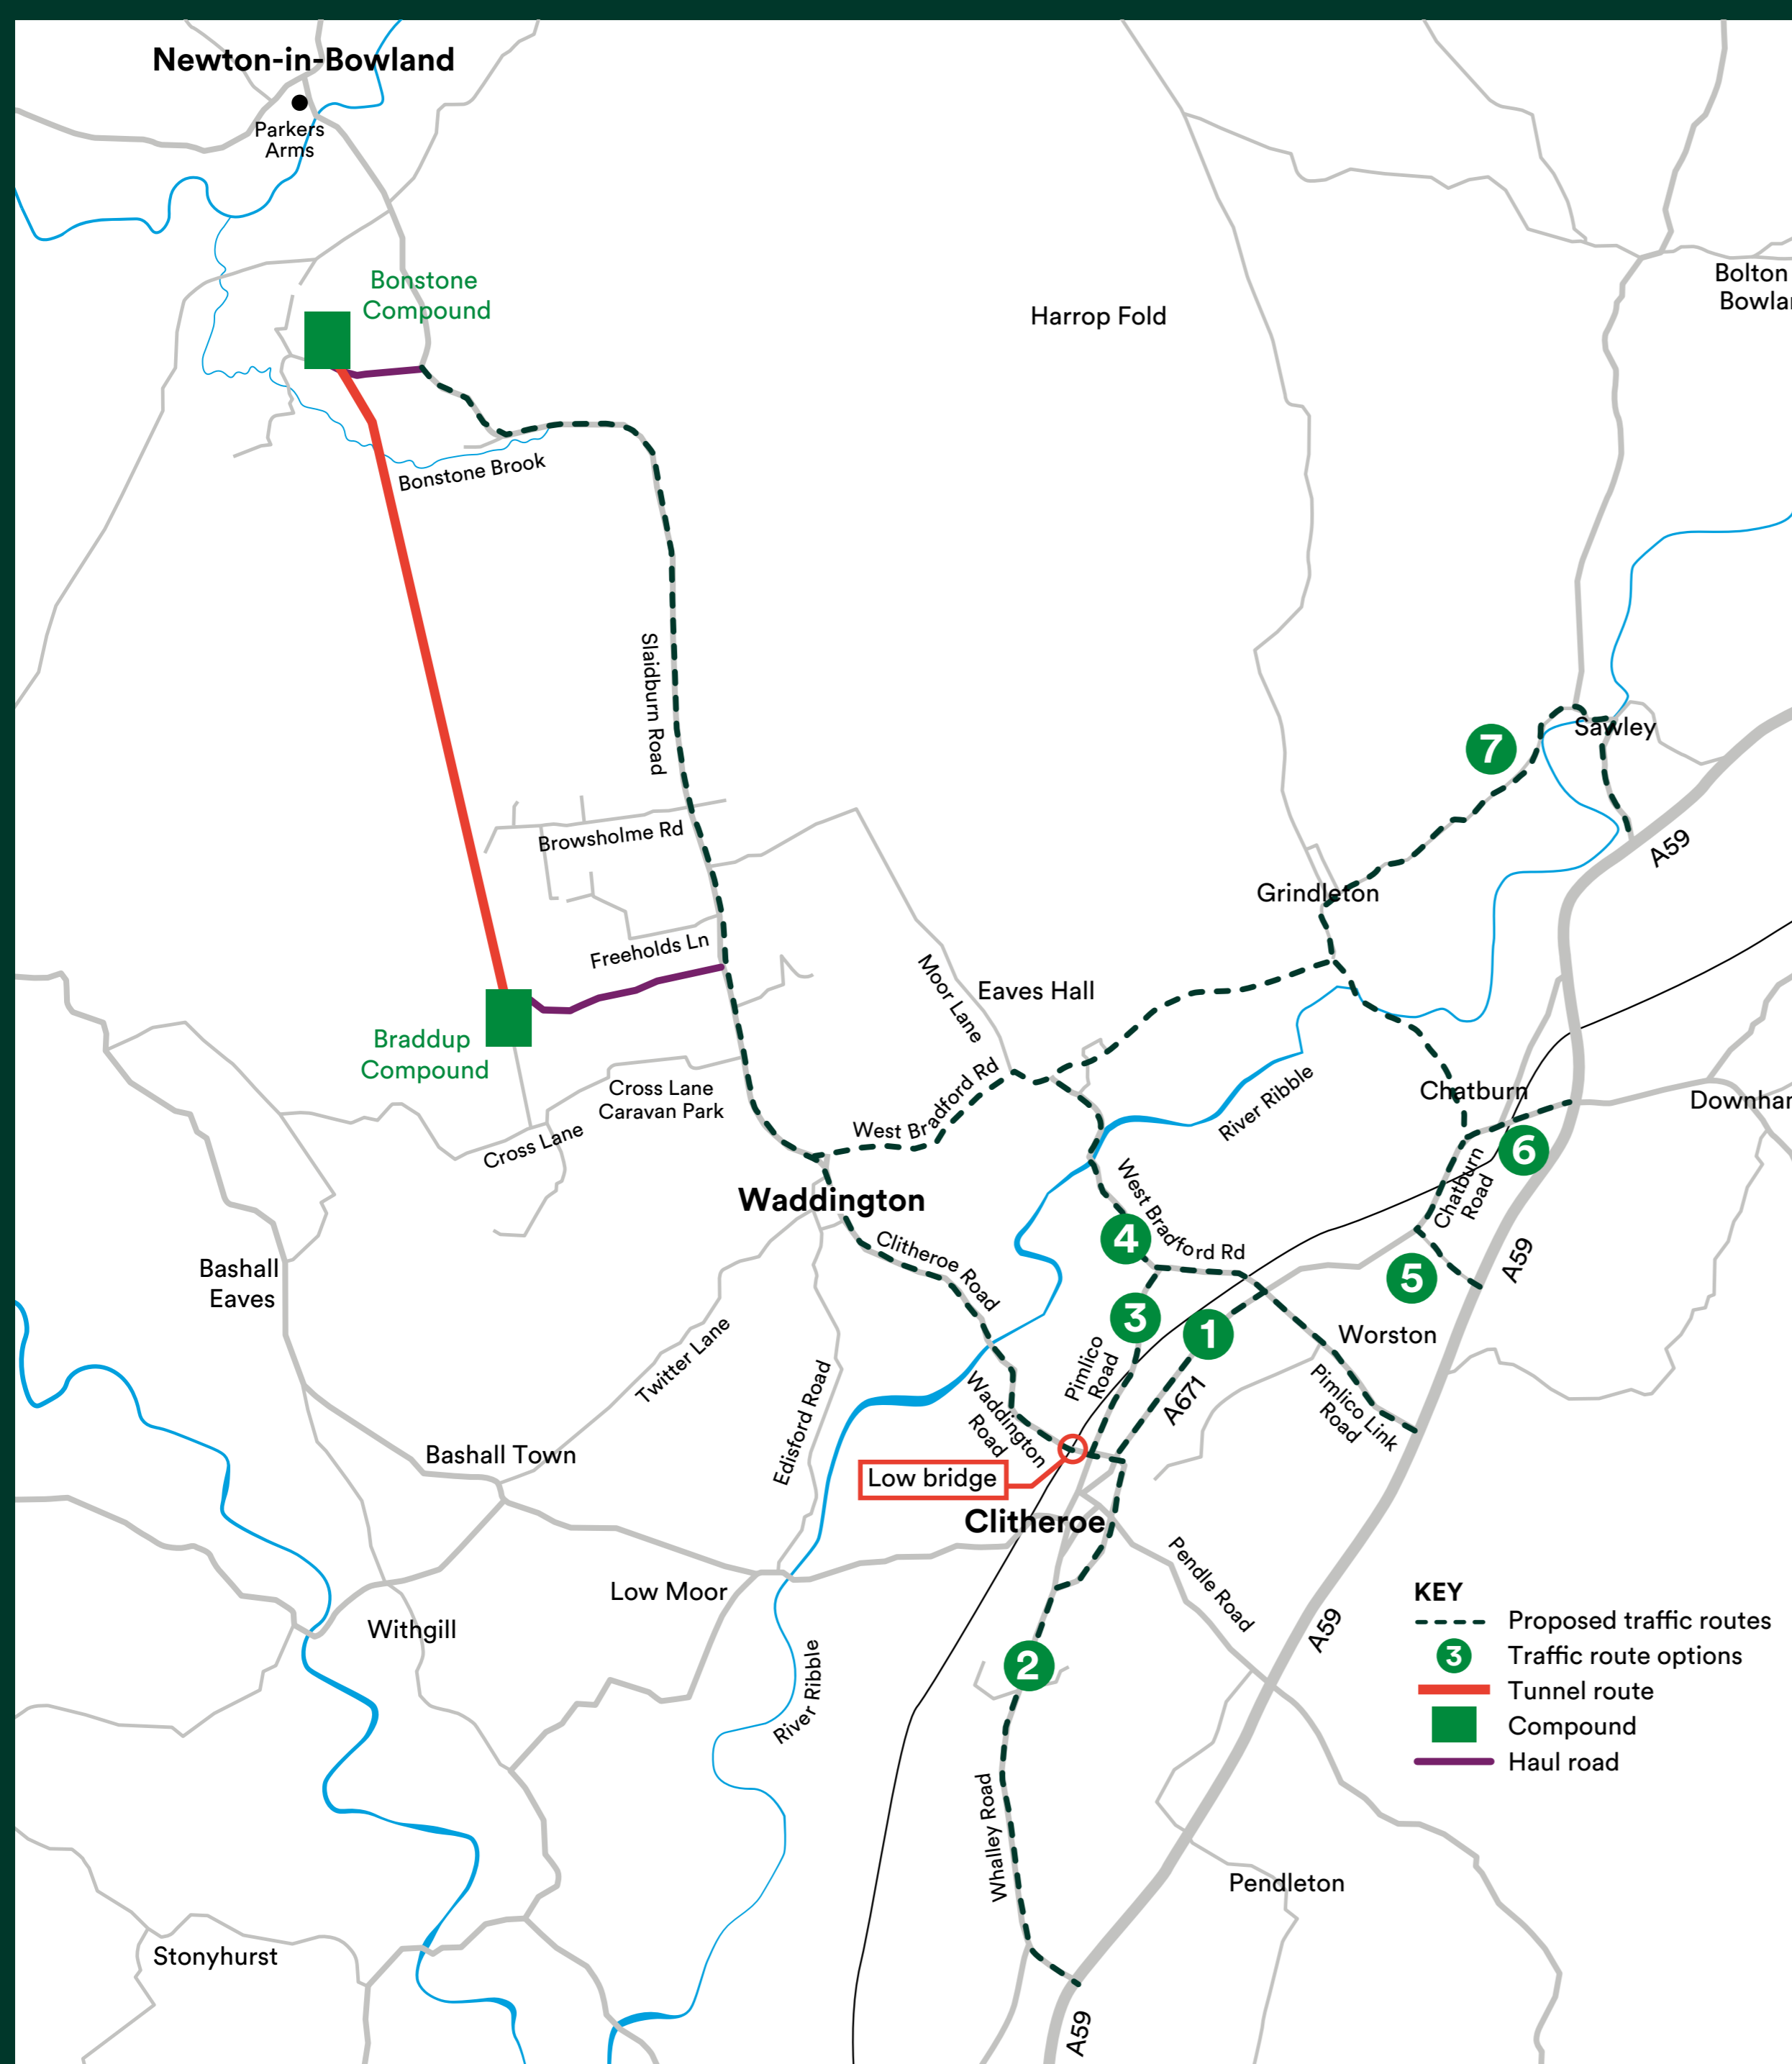 Newton-in-Bowland
Parkers
Arms
Bonstone
Compound
Harrop Fold
Bolton
Bowla
Bonstone Brook
Slaidburn Road
Sawley
7
A59
Browsholme Rd
Grindleton
Freeholds Ln
Moor Lane
Eaves Hall
Braddup
Compound
Cross Lane
Caravan Park
Cross Lane
West Bradford Rd
River Ribble
Chatburn
Downha
6
Chatburn
Road
Waddington
West Bradford Rd
4
Clitheroe Road
5
A59
Bashall
Eaves
3
1
Worston
Twitter Lane
Edisford Road
Pimlico
Road
A671
Pimlico Link
Road
Waddington
Road
Bashall Town
Low bridge
Clitheroe
Pendle Road
Low Moor
Withgill
River Ribble
2
A59
KEY
Proposed traffic routes
3
Traffic route options
Tunnel route
Compound
Haul road
Whalley Road
Pendleton
Stonyhurst
A59